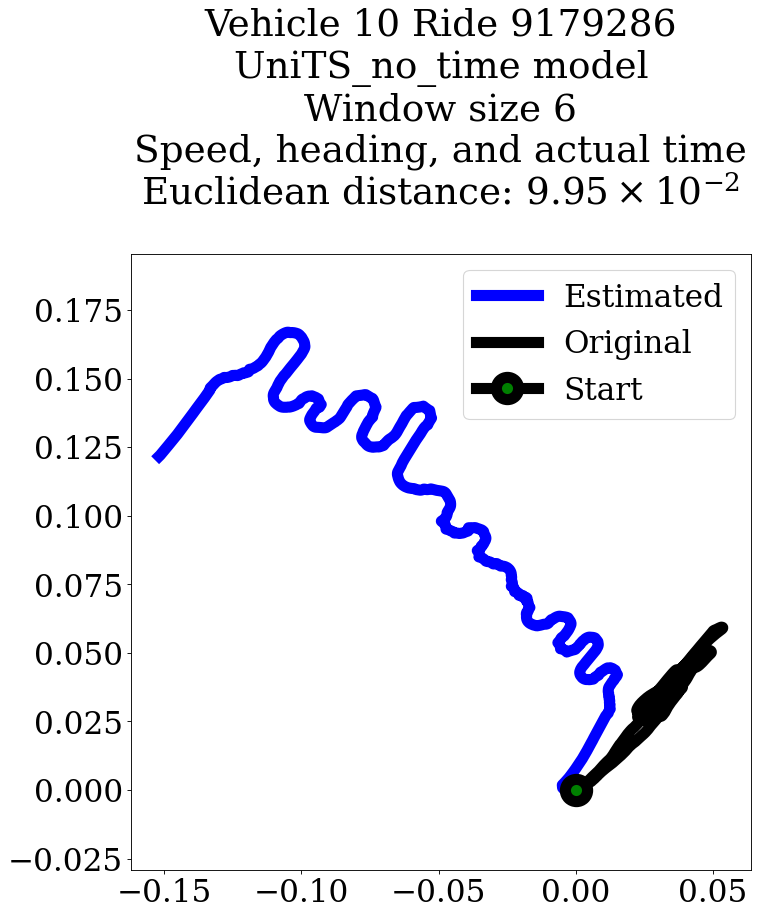 Vehicle 10 Ride 9179286
UniTS_no_time model
Window size 6
Speed, heading, and actual time
Euclidean distance: 9.95 × 10⁻²
Estimated
Original
Start
0.175
0.150
0.125
0.100
0.075
0.050
0.025
0.000
−0.025
−0.15 −0.10 −0.05 0.00 0.05